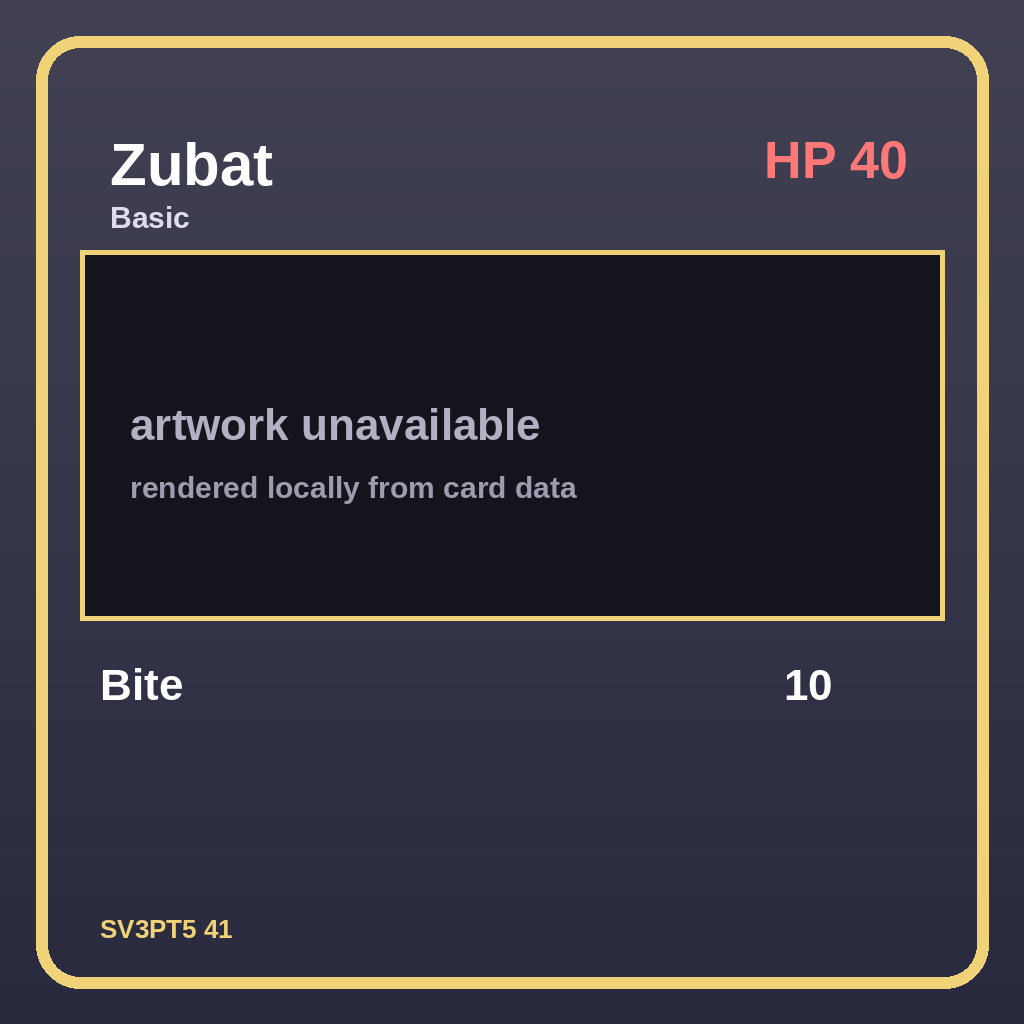 Zubat
HP 40
Basic
artwork unavailable
rendered locally from card data
Bite
10
SV3PT5 41